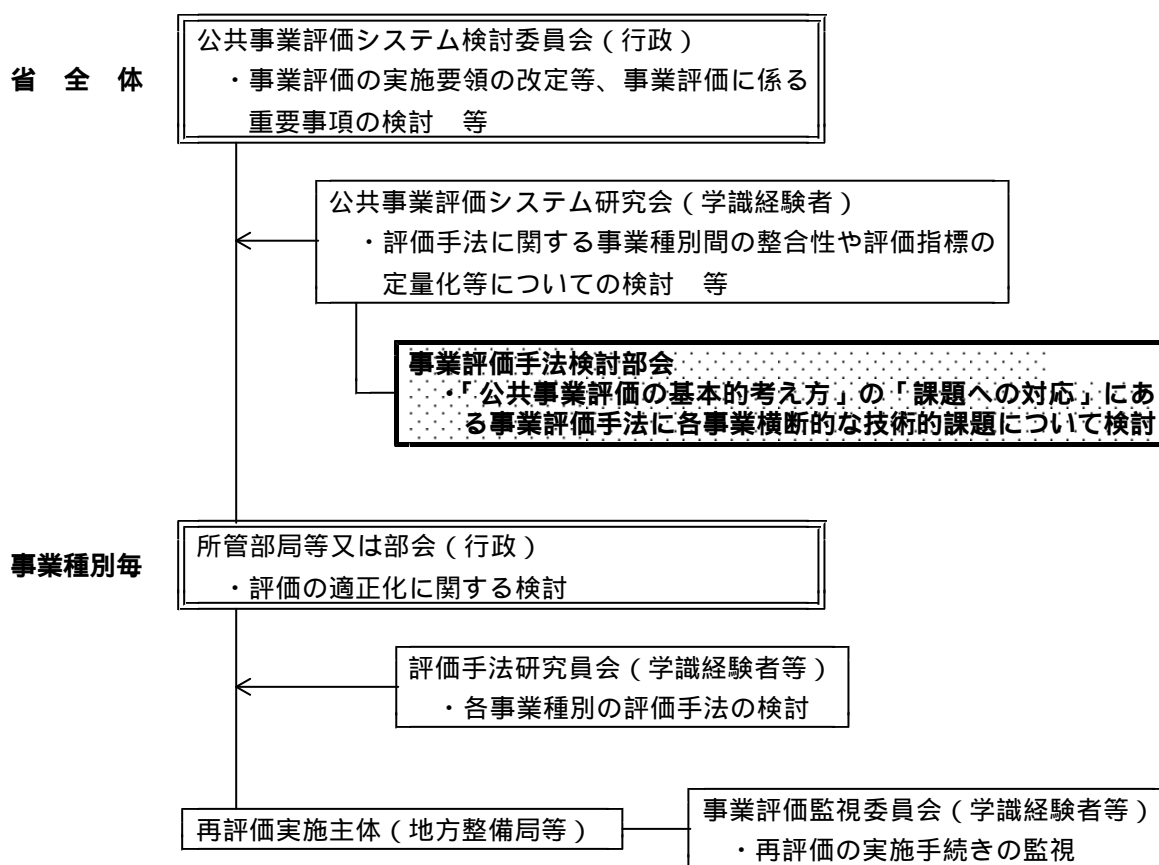 公共事業評価システム検討委員会（行政）
省　全　体
・事業評価の実施要領の改定等、事業評価に係る
重要事項の検討　等
公共事業評価システム研究会（学識経験者）
・評価手法に関する事業種別間の整合性や評価指標の
定量化等についての検討　等
事業評価手法検討部会
・「公共事業評価の基本的考え方」の「課題への対応」にあ
る事業評価手法に各事業横断的な技術的課題について検討
所管部局等又は部会（行政）
事業種別毎
・評価の適正化に関する検討
評価手法研究員会（学識経験者等）
・各事業種別の評価手法の検討
再評価実施主体（地方整備局等）
事業評価監視委員会（学識経験者等）
・再評価の実施手続きの監視